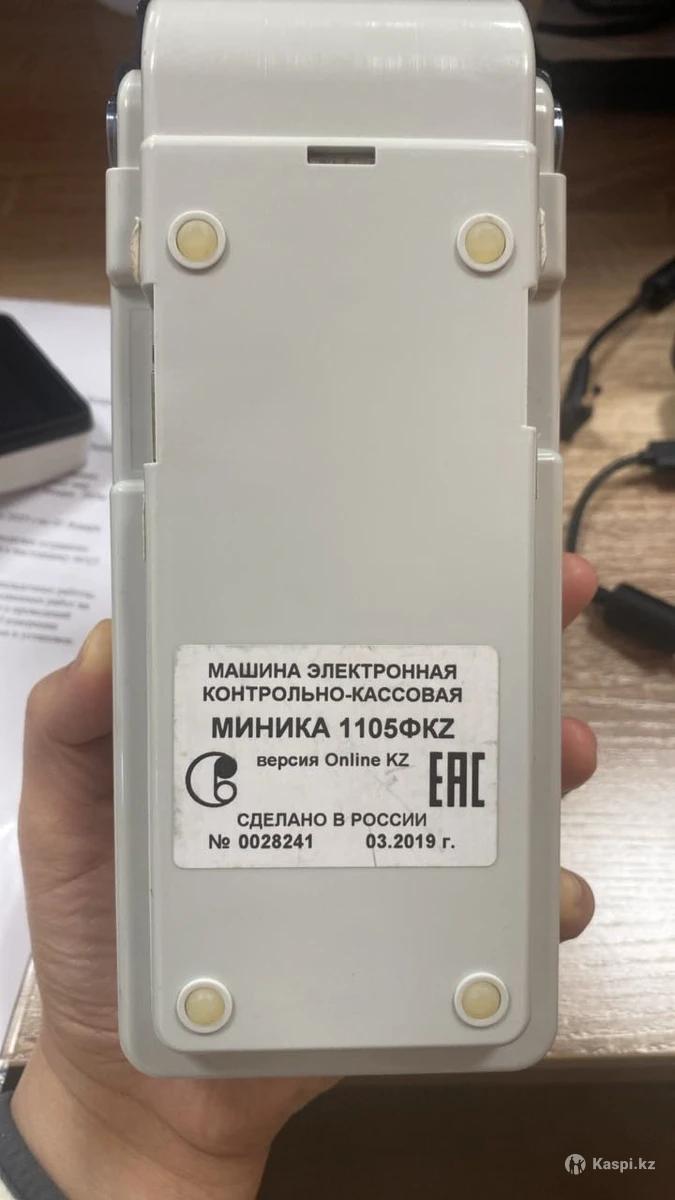 МАШИНА ЭЛЕКТРОННАЯ
КОНТРОЛЬНО-КАССОВАЯ
МИНИКА 1105ФKZ
версия Online KZ
EAC
СДЕЛАНО В РОССИИ
№ 0028241 03.2019 г.
Kaspi.kz